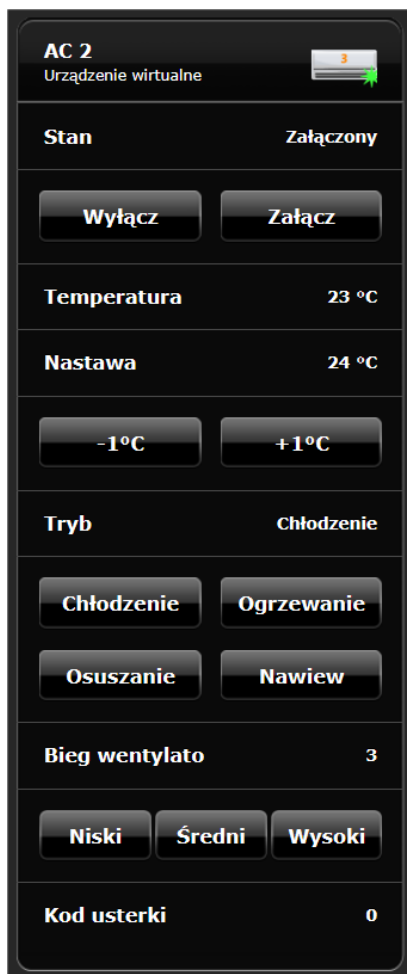 AC 2
Urządzenie wirtualne
3
Stan Załączony
Wyłącz Załącz
Temperatura 23 °C
Nastawa 24 °C
-1°C +1°C
Tryb Chłodzenie
Chłodzenie Ogrzewanie
Osuszanie Nawiew
Bieg wentylato 3
Niski Średni Wysoki
Kod usterki 0